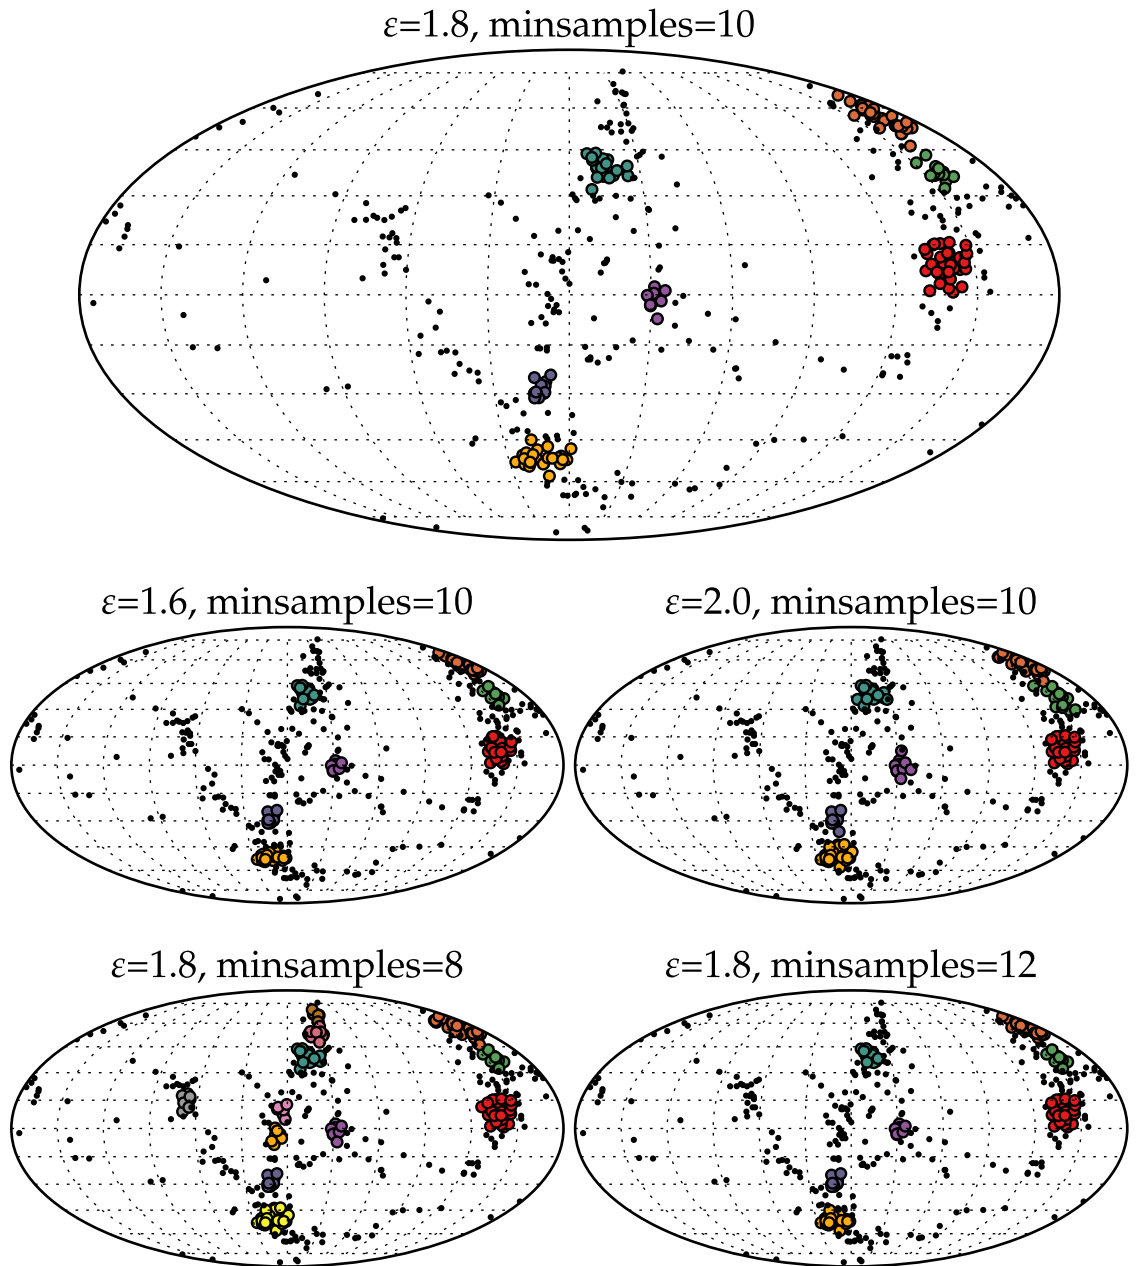 ε=1.8, minsamples=10
ε=1.6, minsamples=10
ε=2.0, minsamples=10
ε=1.8, minsamples=8
ε=1.8, minsamples=12